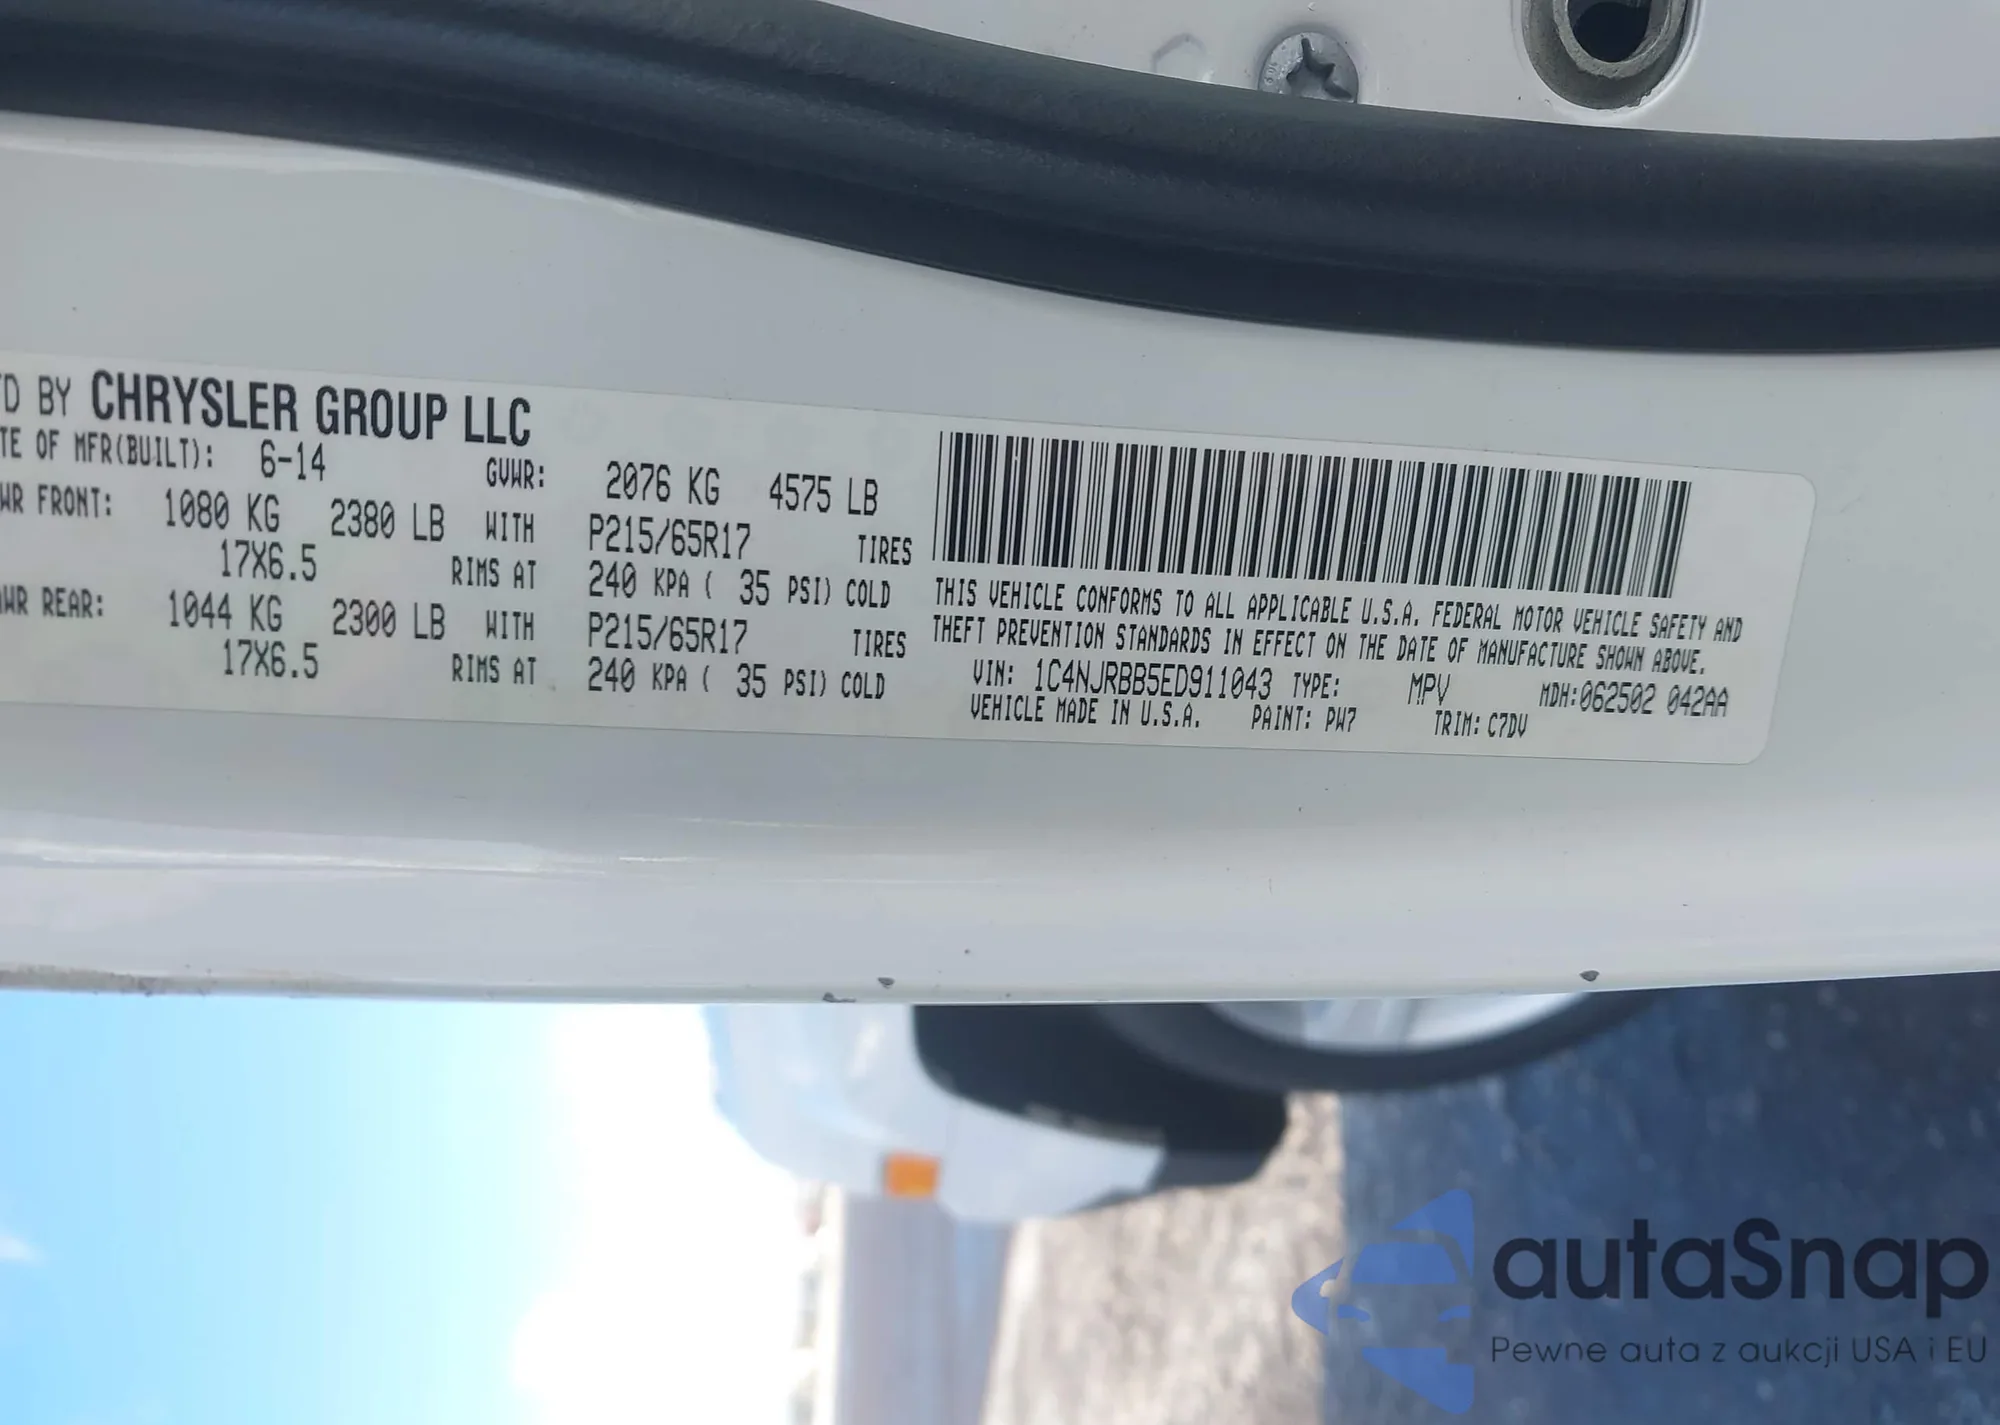 TD BY CHRYSLER GROUP LLC
TE OF MFR(BUILT): 6-14 GVWR: 2076 KG 4575 LB
WR FRONT: 1080 KG 2380 LB WITH P215/65R17 TIRES
17X6.5 RIMS AT 240 KPA ( 35 PSI) COLD
WR REAR: 1044 KG 2300 LB WITH P215/65R17 TIRES
17X6.5 RIMS AT 240 KPA ( 35 PSI) COLD
THIS VEHICLE CONFORMS TO ALL APPLICABLE U.S.A. FEDERAL MOTOR VEHICLE SAFETY AND
THEFT PREVENTION STANDARDS IN EFFECT ON THE DATE OF MANUFACTURE SHOWN ABOVE.
VIN: 1C4NJRBB5ED911043 TYPE: MPV MDH:062502 042AA
VEHICLE MADE IN U.S.A. PAINT: PW7 TRIM: C7DV
autaSnap
Pewne auta z aukcji USA i EU